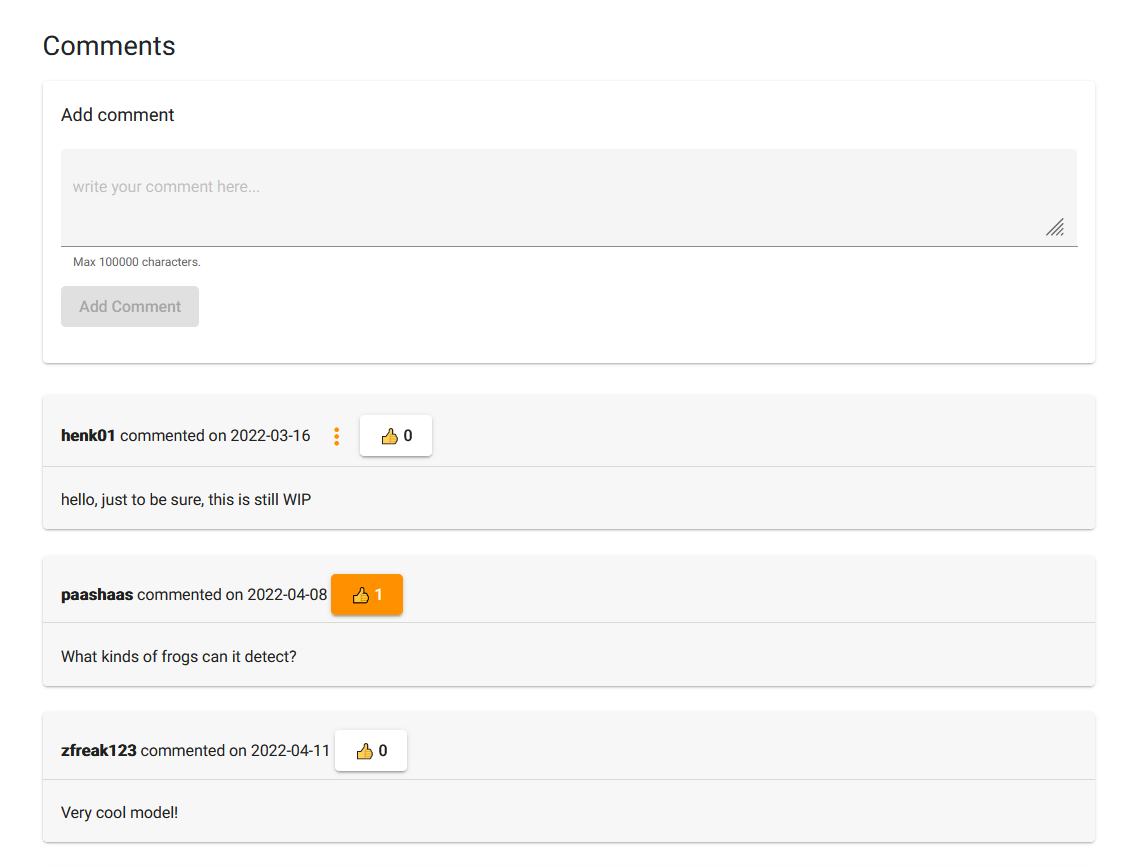 Comments
Add comment
write your comment here...
Max 100000 characters.
Add Comment
henk01 commented on 2022-03-16 👍 0
hello, just to be sure, this is still WIP
paashaas commented on 2022-04-08 👍 1
What kinds of frogs can it detect?
zfreak123 commented on 2022-04-11 👍 0
Very cool model!